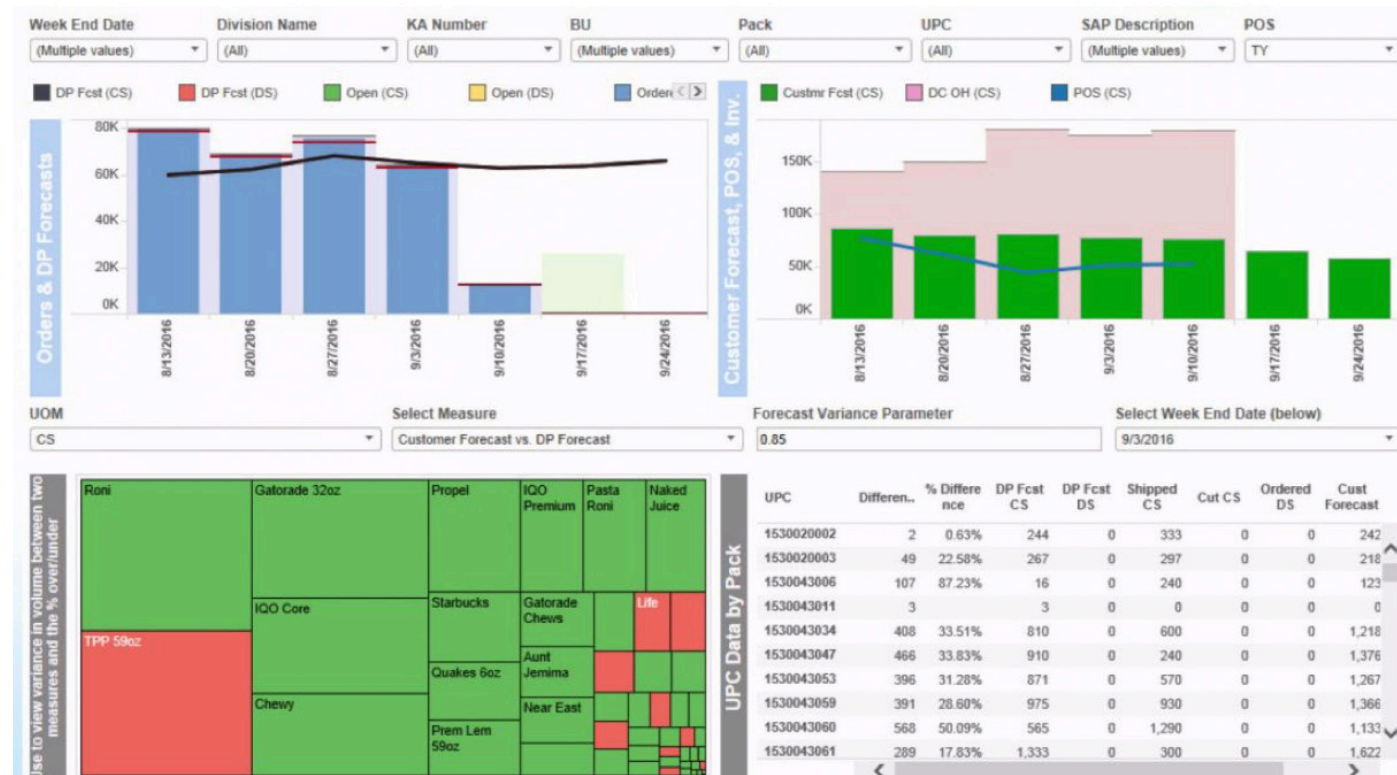 Week End Date Division Name KA Number BU Pack UPC SAP Description POS
(Multiple values) (All) (All) (Multiple values) (All) (All) (Multiple values) TY
DP Fcst (CS) DP Fcst (DS) Open (CS) Open (DS) Ordere
Custmr Fcst (CS) DC OH (CS) POS (CS)
Orders & DP Forecasts
80K
60K
40K
20K
0K
8/13/2016 8/20/2016 8/27/2016 9/3/2016 9/10/2016 9/17/2016 9/24/2016
Customer Forecast, POS, & Inv.
150K
100K
50K
0K
8/13/2016 8/20/2016 8/27/2016 9/3/2016 9/10/2016 9/17/2016 9/24/2016
UOM Select Measure Forecast Variance Parameter Select Week End Date (below)
CS Customer Forecast vs. DP Forecast 0.85 9/3/2016
Use to view variance in volume between two
measures and the % over/under
Roni Gatorade 32oz Propel IQO Premium Pasta Roni Naked Juice
TPP 59oz IQO Core Starbucks Gatorade Chews Life
Quakes 6oz Aunt Jemima
Chewy Near East
Prem Lem 59oz
UPC Data by Pack
UPC Differen.. % Differe nce DP Fcst CS DP Fcst DS Shipped CS Cut CS Ordered DS Cust Forecast
1530020002 2 0.63% 244 0 333 0 0 242
1530020003 49 22.58% 267 0 297 0 0 218
1530043006 107 87.23% 16 0 240 0 0 123
1530043011 3 3 0 0 0 0 0
1530043034 408 33.51% 810 0 600 0 0 1,218
1530043047 466 33.83% 910 0 240 0 0 1,376
1530043053 396 31.28% 871 0 570 0 0 1,267
1530043059 391 28.60% 975 0 930 0 0 1,366
1530043060 568 50.09% 565 0 1,290 0 0 1,133
1530043061 289 17.83% 1,333 0 300 0 0 1,622